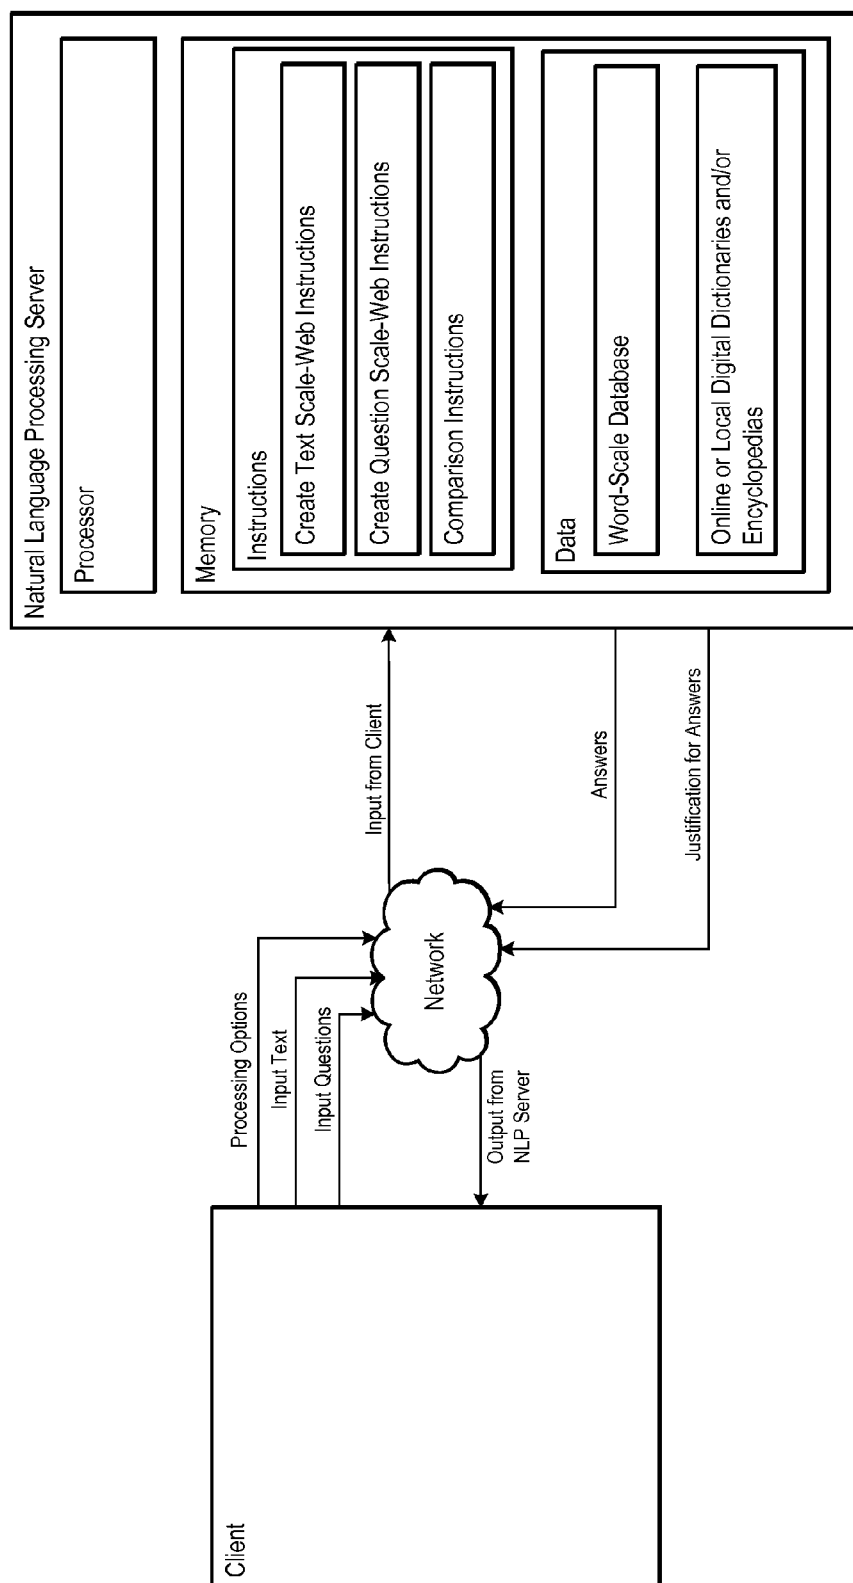 Client
Processing Options
Input Text
Input Questions
Output from
NLP Server
Network
Input from Client
Answers
Justification for Answers
Natural Language Processing Server
Processor
Memory
Instructions
Create Text Scale-Web Instructions
Create Question Scale-Web Instructions
Comparison Instructions
Data
Word-Scale Database
Online or Local Digital Dictionaries and/or
Encyclopedias